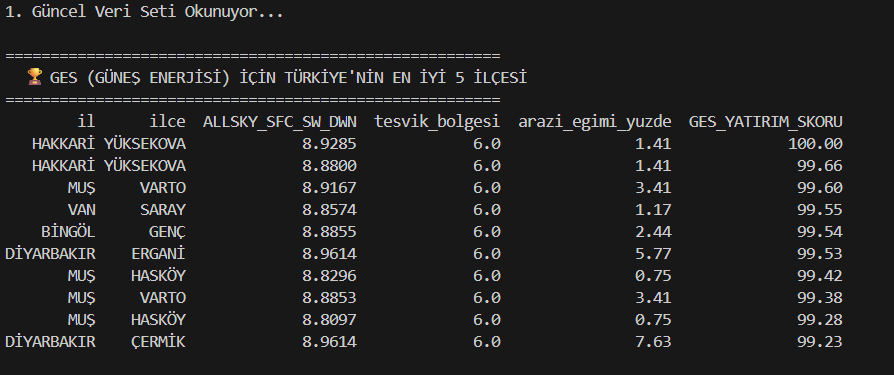 1. Güncel Veri Seti Okunuyor...
=======================================================
🏆 GES (GÜNEŞ ENERJİSİ) İÇİN TÜRKİYE'NİN EN İYİ 5 İLÇESİ
=======================================================
il ilce ALLSKY_SFC_SW_DWN tesvik_bolgesi arazi_egimi_yuzde GES_YATIRIM_SKORU
HAKKARİ YÜKSEKOVA 8.9285 6.0 1.41 100.00
HAKKARİ YÜKSEKOVA 8.8800 6.0 1.41 99.66
MUŞ VARTO 8.9167 6.0 3.41 99.60
VAN SARAY 8.8574 6.0 1.17 99.55
BİNGÖL GENÇ 8.8855 6.0 2.44 99.54
DİYARBAKIR ERGANİ 8.9614 6.0 5.77 99.53
MUŞ HASKÖY 8.8296 6.0 0.75 99.42
MUŞ VARTO 8.8853 6.0 3.41 99.38
MUŞ HASKÖY 8.8097 6.0 0.75 99.28
DİYARBAKIR ÇERMİK 8.9614 6.0 7.63 99.23